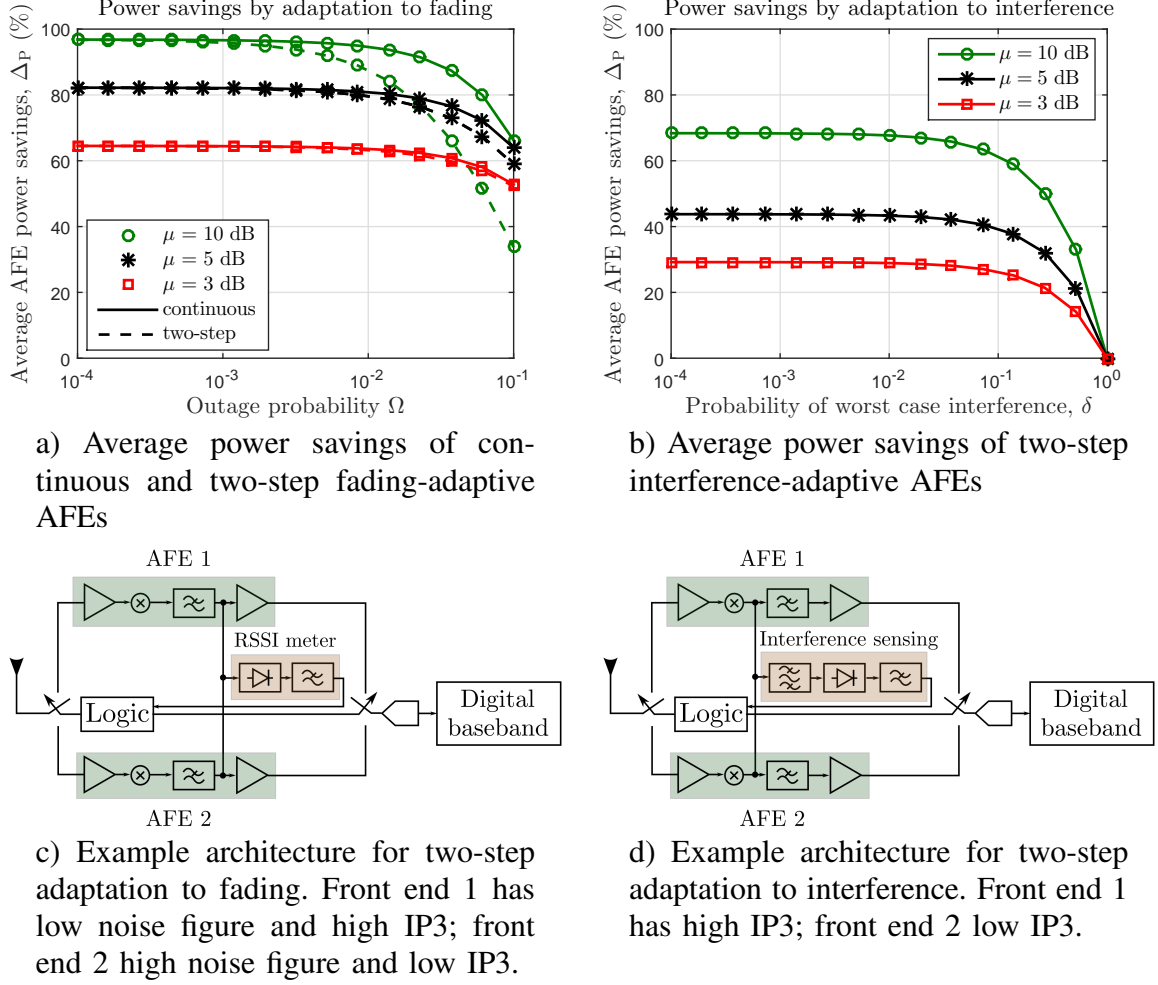 Power savings by adaptation to fading
Average AFE power savings, Δ_P (%)
100
80
60
40
20
0
μ = 10 dB
μ = 5 dB
μ = 3 dB
continuous
two-step
10^-4
10^-3
10^-2
10^-1
Outage probability Ω
a) Average power savings of con-
tinuous and two-step fading-adaptive
AFEs
Power savings by adaptation to interference
Average AFE power savings, Δ_P (%)
100
80
60
40
20
0
μ = 10 dB
μ = 5 dB
μ = 3 dB
10^-4
10^-3
10^-2
10^-1
10^0
Probability of worst case interference, δ
b) Average power savings of two-step
interference-adaptive AFEs
AFE 1
RSSI meter
Logic
Digital
baseband
AFE 2
c) Example architecture for two-step
adaptation to fading. Front end 1 has
low noise figure and high IP3; front
end 2 high noise figure and low IP3.
AFE 1
Interference sensing
Logic
Digital
baseband
AFE 2
d) Example architecture for two-step
adaptation to interference. Front end 1
has high IP3; front end 2 low IP3.